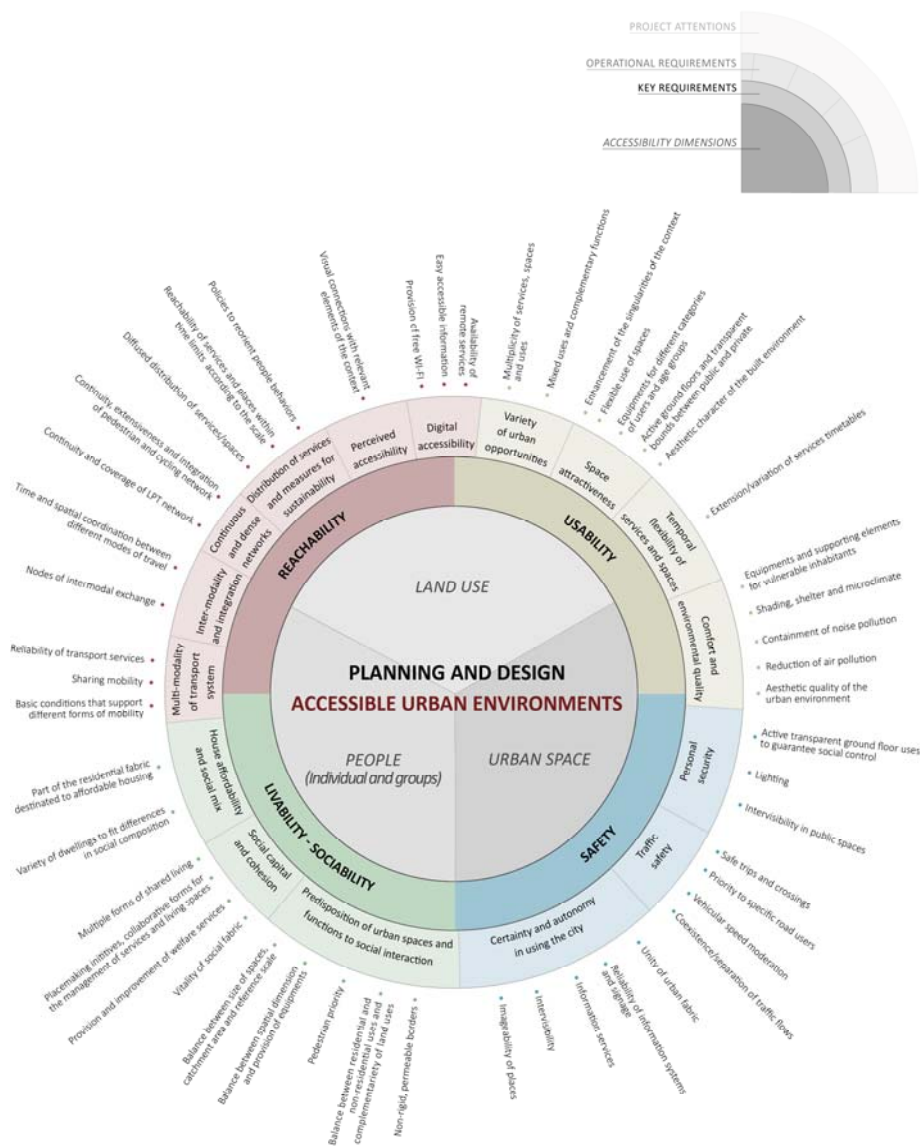 PROJECT ATTENTIONS
OPERATIONAL REQUIREMENTS
KEY REQUIREMENTS
ACCESSIBILITY DIMENSIONS
PLANNING AND DESIGN
ACCESSIBLE URBAN ENVIRONMENTS
LAND USE
URBAN SPACE
PEOPLE
(Individual and groups)
REACHABILITY
USABILITY
SAFETY
LIVABILITY - SOCIABILITY
Multi-modality
of transport
system
Inter-modality
and integration
Continuous
and dense
networks
Distribution of services
and measures for
sustainability
Perceived
accessibility
Digital
accessibility
Variety
of urban
opportunities
Space
attractiveness
Temporal
flexibility of
services and spaces
Comfort and
environmental quality
Personal
security
Traffic
safety
Certainty and autonomy
in using the city
Predisposition of urban spaces and
functions to social interaction
Social capital
and cohesion
House affordability
and social mix
Basic conditions that support
different forms of mobility
Sharing mobility
Reliability of transport services
Nodes of intermodal exchange
Time and spatial coordination between
different modes of travel
Continuity and coverage of LPT network
Continuity, extensiveness and integration
of pedestrian and cycling network
Diffused distribution of services/spaces
Reachability of services and places within
time limits, according to the scale
Policies to reorient people behaviors
Visual connections with relevant
elements of the context
Provision of free WI-FI
Easy accessible information
Availability of
remote services
Multiplicity of services, spaces
and uses
Mixed uses and complementary functions
Enhancement of the singularities of the context
Flexible use of spaces
Equipments for different categories
of users and age groups
Active ground floors and transparent
bounds between public and private
Aesthetic character of the built environment
Extension/variation of services timetables
Equipments and supporting elements
for vulnerable inhabitants
Shading, shelter and microclimate
Containment of noise pollution
Reduction of air pollution
Aesthetic quality of the
urban environment
Active transparent ground floor uses
to guarantee social control
Lighting
Intervisibility in public spaces
Safe trips and crossings
Priority to specific road users
Vehicular speed moderation
Coexistence/separation of traffic flows
Unity of urban fabric
Reliability of information systems
and signage
Information services
Intervisibility
Imageability of places
Non-rigid, permeable borders
Balance between residential and
non-residential uses and
complementariety of land uses
Pedestrian priority
Balance between spatial dimension
and provision of equipments
Balance between size of spaces,
catchment area and reference scale
Vitality of social fabric
Provision and improvement of welfare services
Placemaking initiatives, collaborative forms for
the management of services and living spaces
Multiple forms of shared living
Variety of dwellings to fit differences
in social composition
Part of the residential fabric
destinated to affordable housing